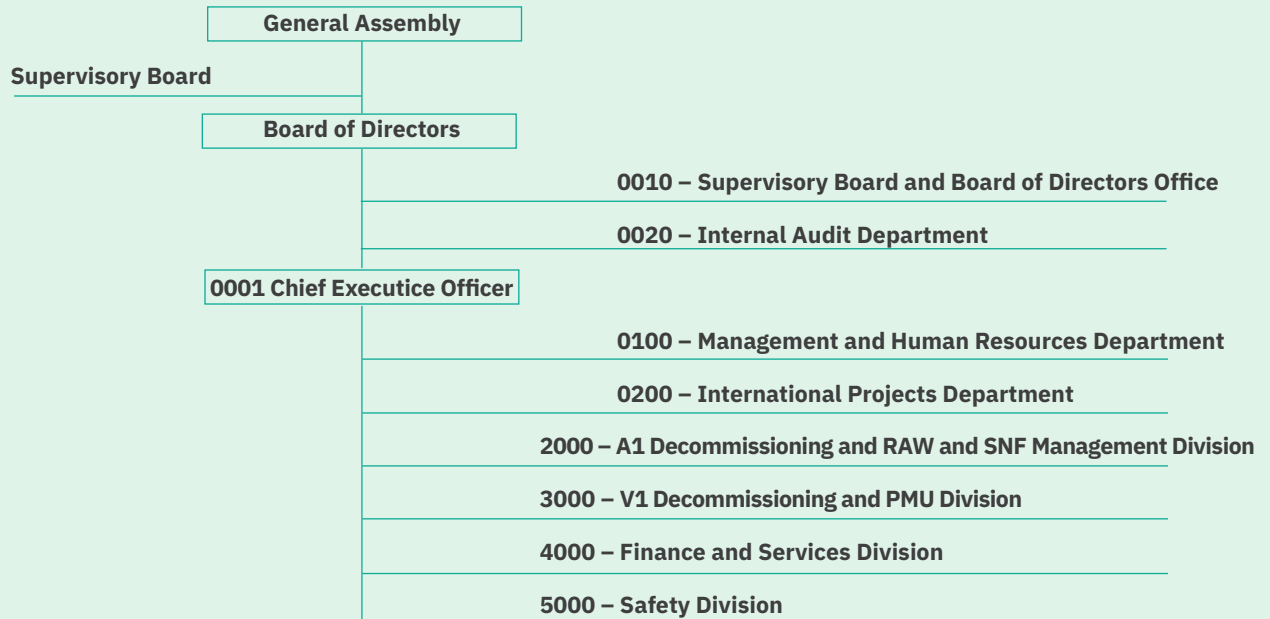 General Assembly
Supervisory Board
Board of Directors
0010 – Supervisory Board and Board of Directors Office
0020 – Internal Audit Department
0001 Chief Executice Officer
0100 – Management and Human Resources Department
0200 – International Projects Department
2000 – A1 Decommissioning and RAW and SNF Management Division
3000 – V1 Decommissioning and PMU Division
4000 – Finance and Services Division
5000 – Safety Division